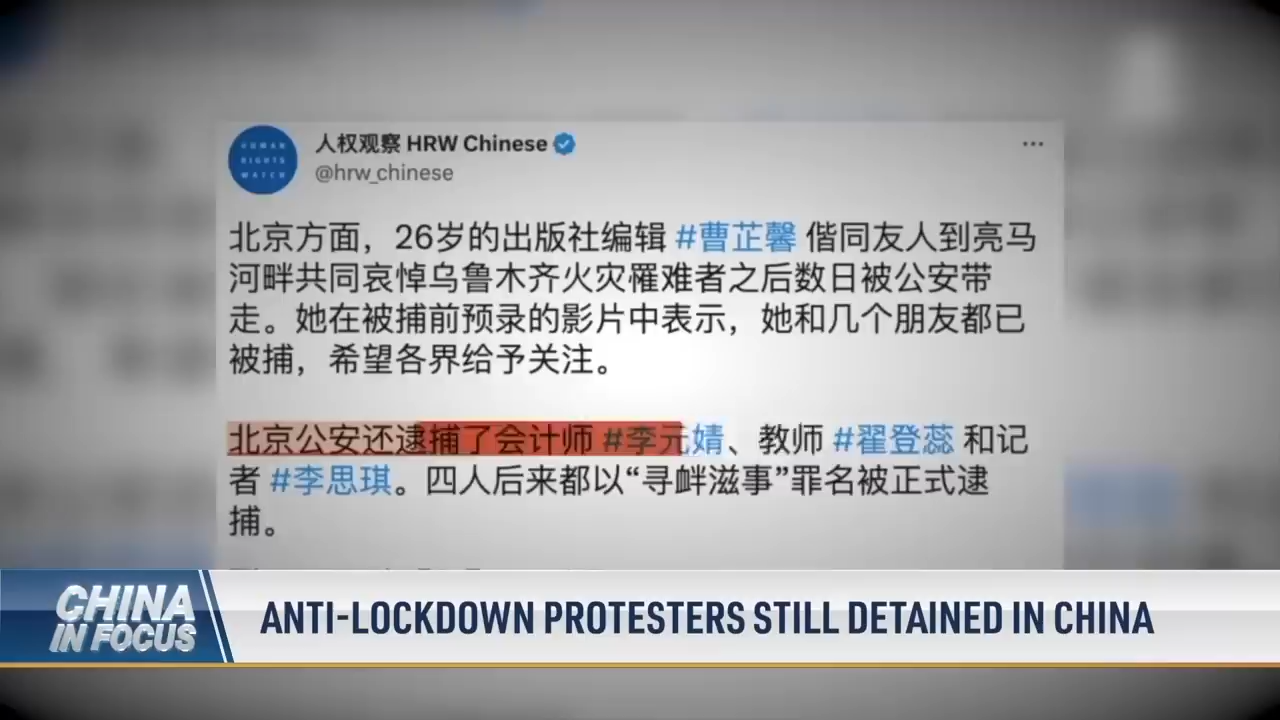 HUMAN
RIGHTS
WATCH
人权观察 HRW Chinese
@hrw_chinese
北京方面，26岁的出版社编辑 #曹芷馨 偕同友人到亮马
河畔共同哀悼乌鲁木齐火灾罹难者之后数日被公安带
走。她在被捕前预录的影片中表示，她和几个朋友都已
被捕，希望各界给予关注。
北京公安还逮捕了会计师 #李元婧、教师 #翟登蕊 和记
者 #李思琪。四人后来都以“寻衅滋事”罪名被正式逮
捕。
CHINA
IN FOCUS
ANTI-LOCKDOWN PROTESTERS STILL DETAINED IN CHINA